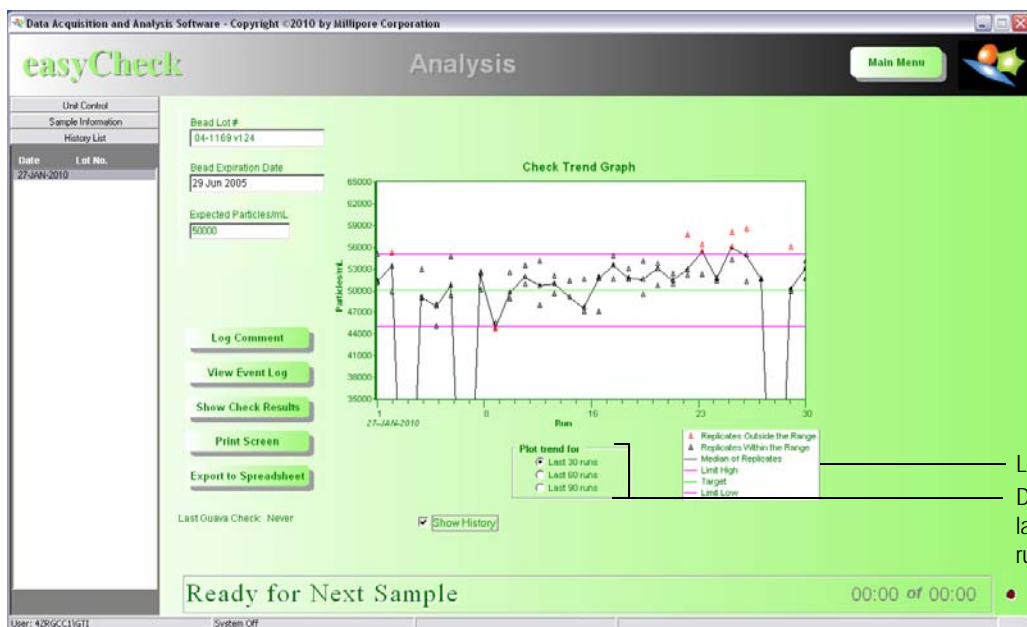 Data Acquisition and Analysis Software - Copyright ©2010 by Millipore Corporation
easyCheck
Analysis
Main Menu
Unit Control
Sample Information
History List
Date Lot No.
27-JAN-2010
Bead Lot #
04-1169 v124
Bead Expiration Date
29 Jun 2005
Expected Particles/mL
50000
Log Comment
View Event Log
Show Check Results
Print Screen
Export to Spreadsheet
Last Guava Check: Never
Check Trend Graph
Particles/mL
65000
62000
59000
56000
53000
50000
47000
44000
41000
38000
35000
1 8 16 23 30
27-JAN-2010
Run
Plot trend for
Last 30 runs
Last 60 runs
Last 90 runs
Replicates Outside the Range
Replicates Within the Range
Median of Replicates
Limit High
Target
Limit Low
Show History
L
D
la
ru
Ready for Next Sample
00:00 of 00:00
User: 4ZRGCC1\GTI
System Off